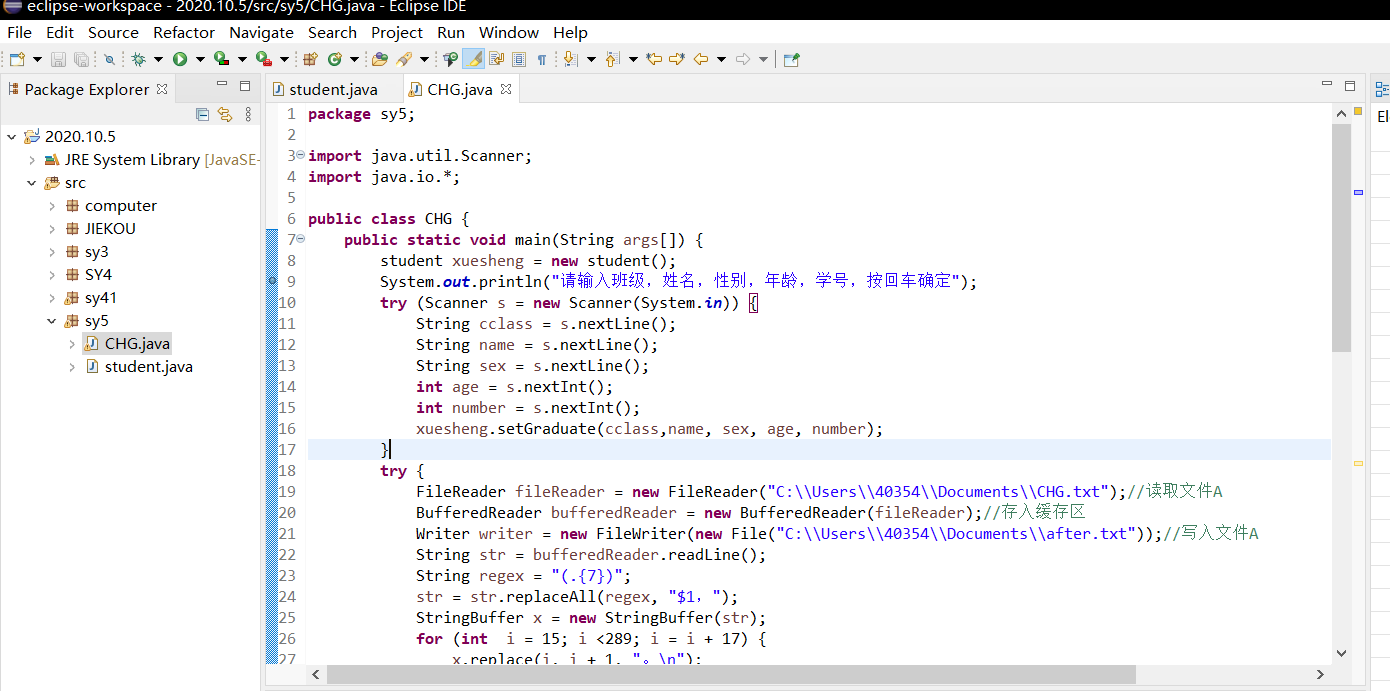 eclipse-workspace - 2020.10.5/src/sy5/CHG.java - Eclipse IDE
File Edit Source Refactor Navigate Search Project Run Window Help
Package Explorer
student.java
CHG.java
2020.10.5
JRE System Library [JavaSE-
src
computer
JIEKOU
sy3
SY4
sy41
sy5
CHG.java
student.java
1 package sy5;
2
3 import java.util.Scanner;
4 import java.io.*;
5
6 public class CHG {
7 public static void main(String args[]) {
8 student xuesheng = new student();
9 System.out.println("请输入班级，姓名，性别，年龄，学号，按回车确定");
10 try (Scanner s = new Scanner(System.in)) {
11 String cclass = s.nextLine();
12 String name = s.nextLine();
13 String sex = s.nextLine();
14 int age = s.nextInt();
15 int number = s.nextInt();
16 xuesheng.setGraduate(cclass,name, sex, age, number);
17 }
18 try {
19 FileReader fileReader = new FileReader("C:\\Users\\40354\\Documents\\CHG.txt");//读取文件A
20 BufferedReader bufferedReader = new BufferedReader(fileReader);//存入缓存区
21 Writer writer = new FileWriter(new File("C:\\Users\\40354\\Documents\\after.txt"));//写入文件A
22 String str = bufferedReader.readLine();
23 String regex = "(.{7})";
24 str = str.replaceAll(regex, "$1，");
25 StringBuffer x = new StringBuffer(str);
26 for (int i = 15; i <289; i = i + 17) {
27 x.replace(i, i + 1, "。\n");
El